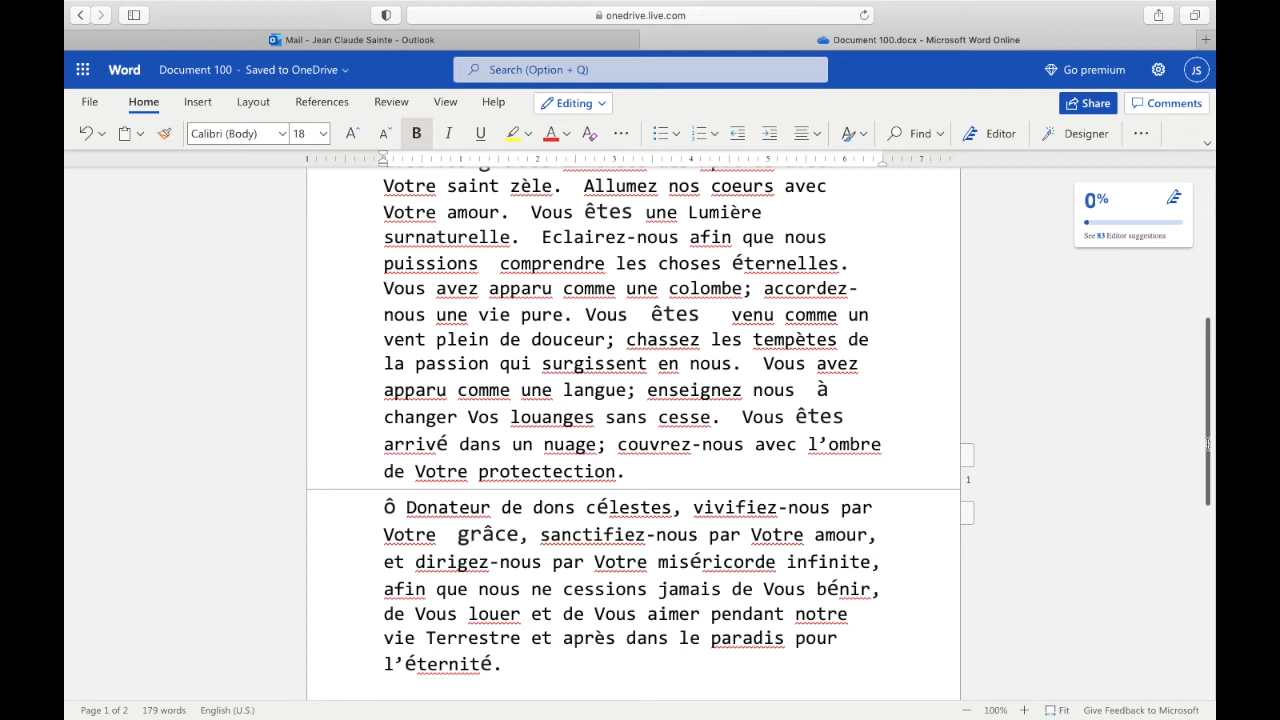 onedrive.live.com
Mail - Jean Claude Sainte - Outlook
Document 100.docx - Microsoft Word Online
Word Document 100 - Saved to OneDrive
Search (Option + Q)
Go premium
JS
File Home Insert Layout References Review View Help Editing
Share Comments
Calibri (Body) 18
Find Editor Designer
1 1 2 3 4 5 6 7
Votre saint zèle. Allumez nos coeurs avec
Votre amour. Vous êtes une Lumière
surnaturelle. Eclairez-nous afin que nous
puissions comprendre les choses éternelles.
Vous avez apparu comme une colombe; accordez-
nous une vie pure. Vous êtes venu comme un
vent plein de douceur; chassez les tempètes de
la passion qui surgissent en nous. Vous avez
apparu comme une langue; enseignez nous à
changer Vos louanges sans cesse. Vous êtes
arrivé dans un nuage; couvrez-nous avec l’ombre
de Votre protectection.
Ô Donateur de dons célestes, vivifiez-nous par
Votre grâce, sanctifiez-nous par Votre amour,
et dirigez-nous par Votre miséricorde infinite,
afin que nous ne cessions jamais de Vous bénir,
de Vous louer et de Vous aimer pendant notre
vie Terrestre et après dans le paradis pour
l’éternité.
0%
See 83 Editor suggestions
1
Page 1 of 2 179 words English (U.S.)
100% Fit Give Feedback to Microsoft